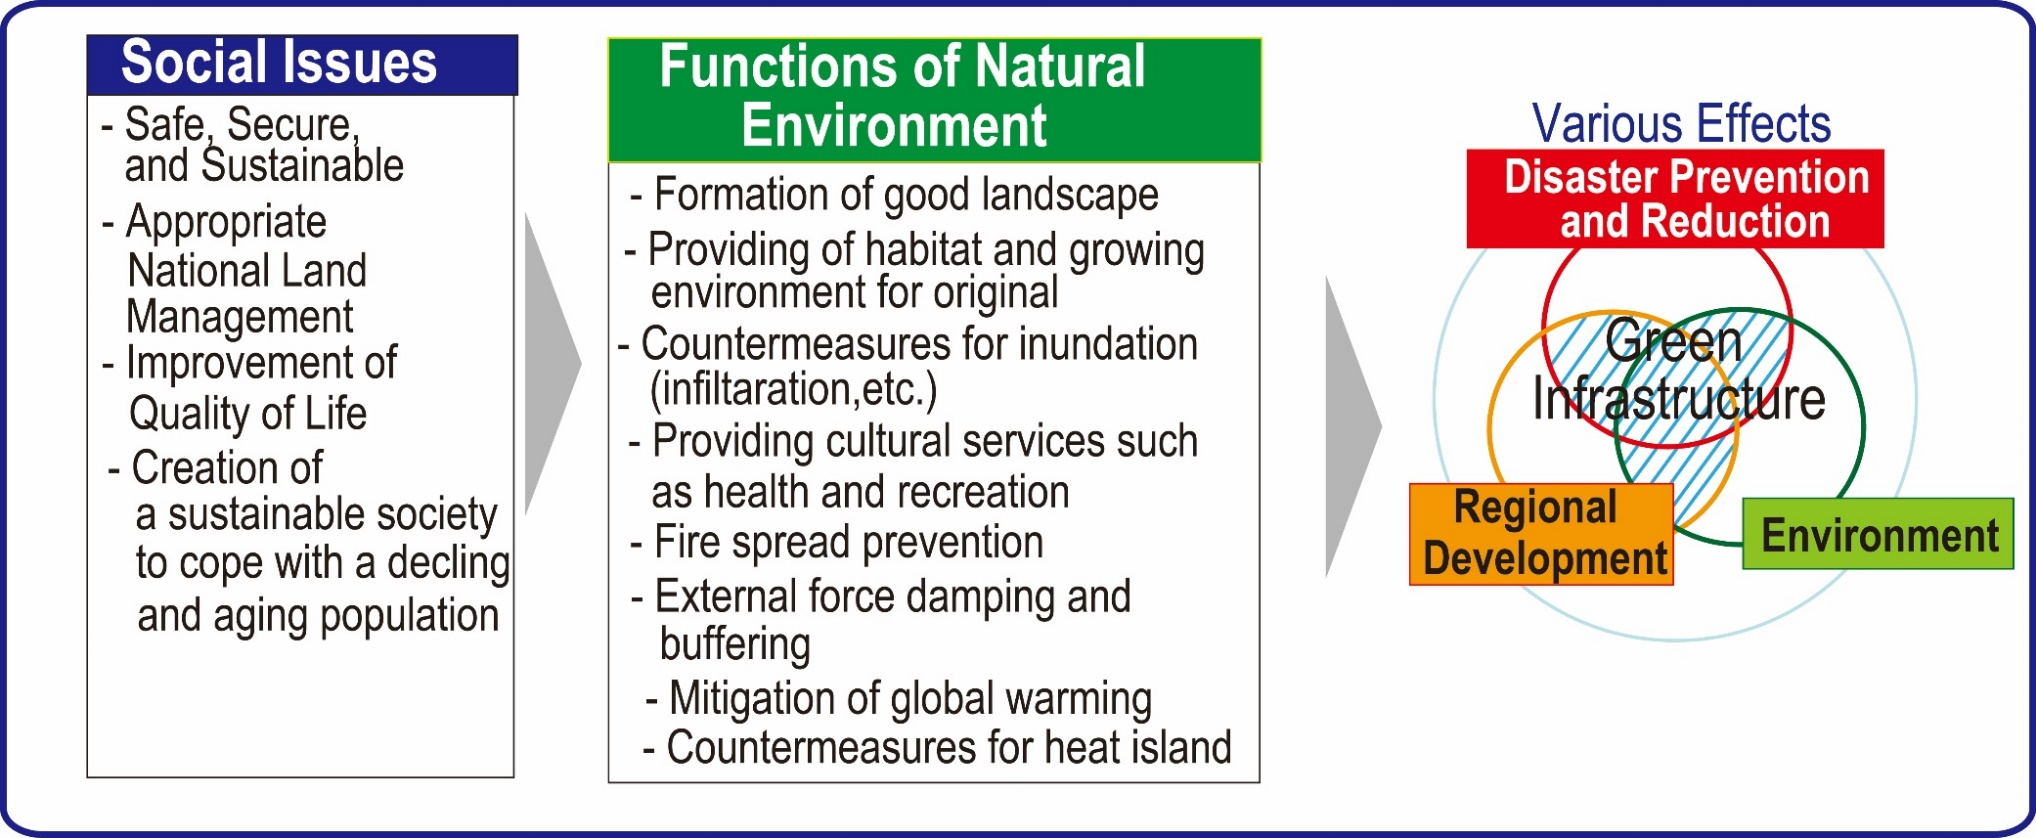 Social Issues
- Safe, Secure,
and Sustainable
- Appropriate
National Land
Management
- Improvement of
Quality of Life
- Creation of
a sustainable society
to cope with a decling
and aging population
Functions of Natural
Environment
- Formation of good landscape
- Providing of habitat and growing
environment for original
- Countermeasures for inundation
(infiltaration,etc.)
- Providing cultural services such
as health and recreation
- Fire spread prevention
- External force damping and
buffering
- Mitigation of global warming
- Countermeasures for heat island
Various Effects
Disaster Prevention
and Reduction
Green
Infrastructure
Regional
Development
Environment